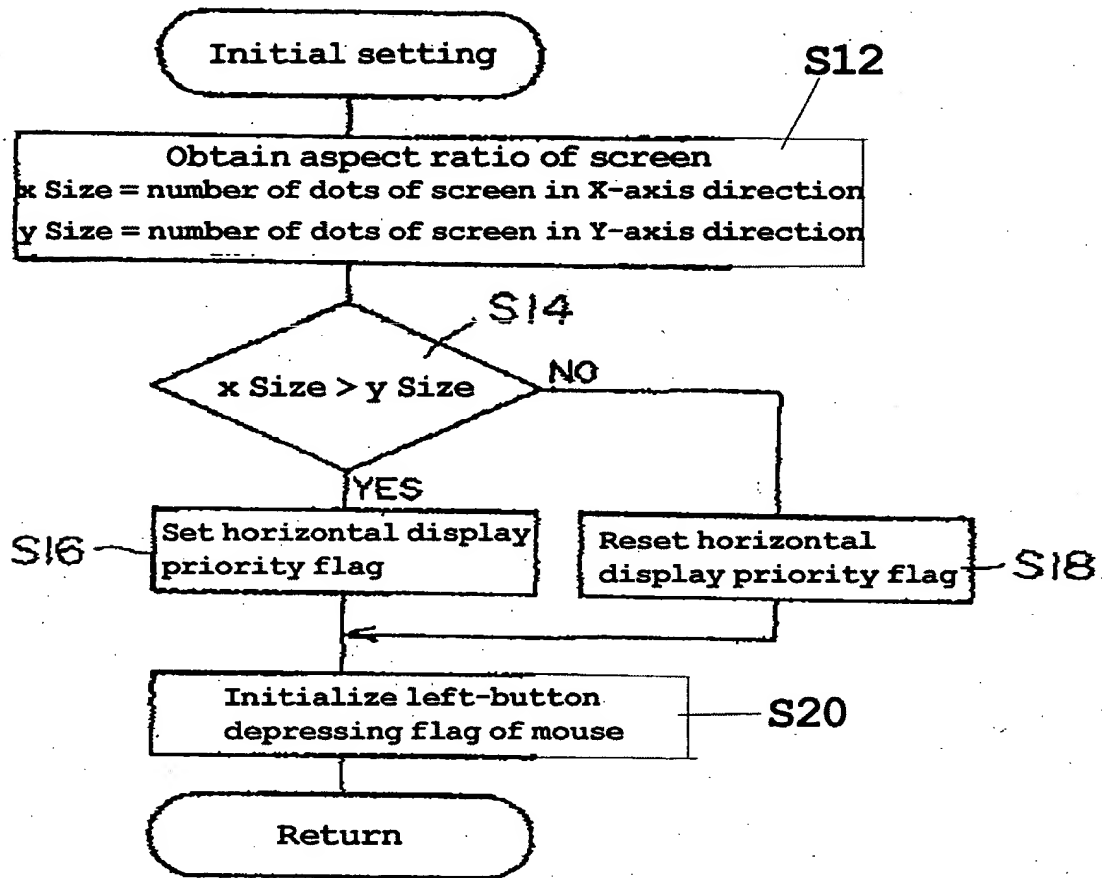 Initial setting
S12
Obtain aspect ratio of screen
x Size = number of dots of screen in X-axis direction
y Size = number of dots of screen in Y-axis direction
S14
x Size > y Size
NO
YES
S16
Set horizontal display
priority flag
Reset horizontal
display priority flag
S18
Initialize left-button
depressing flag of mouse
S20
Return